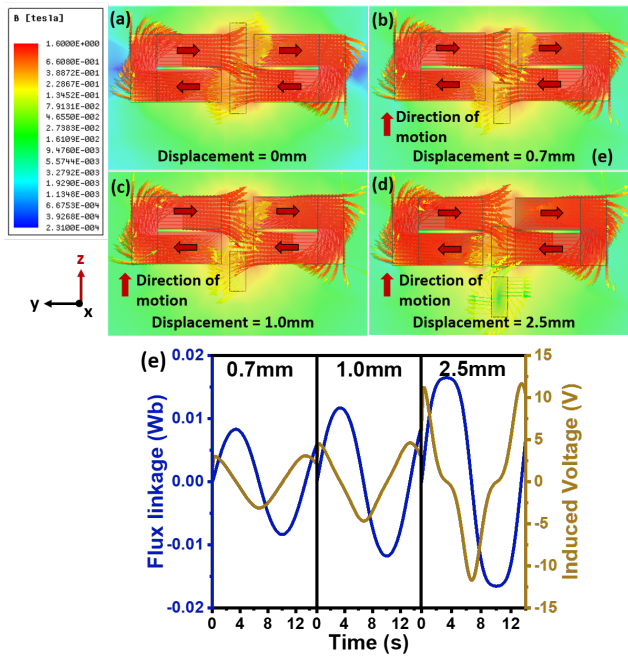 B [tesla]
1.6000E+000
6.6080E-001
3.8872E-001
2.2867E-001
1.3452E-001
7.9131E-002
4.6550E-002
2.7383E-002
1.6108E-002
9.4760E-003
5.5744E-003
3.2792E-003
1.9290E-003
1.1348E-003
6.6753E-004
3.9268E-004
2.3100E-004
z
y
x
(a)
Displacement = 0mm
(b)
Direction of
motion
(e)
Displacement = 0.7mm
(c)
Direction of
motion
Displacement = 1.0mm
(d)
Direction of
motion
Displacement = 2.5mm
(e)
0.7mm
1.0mm
2.5mm
Flux linkage (Wb)
0.02
0.01
0.00
-0.01
-0.02
Induced Voltage (V)
15
10
5
0
-5
-10
-15
0 4 8 12 0 4 8 12 0 4 8 12
Time (s)